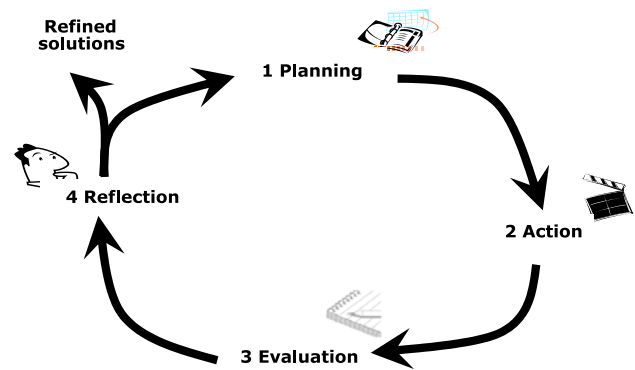 Refined
solutions
1 Planning
2 Action
3 Evaluation
4 Reflection